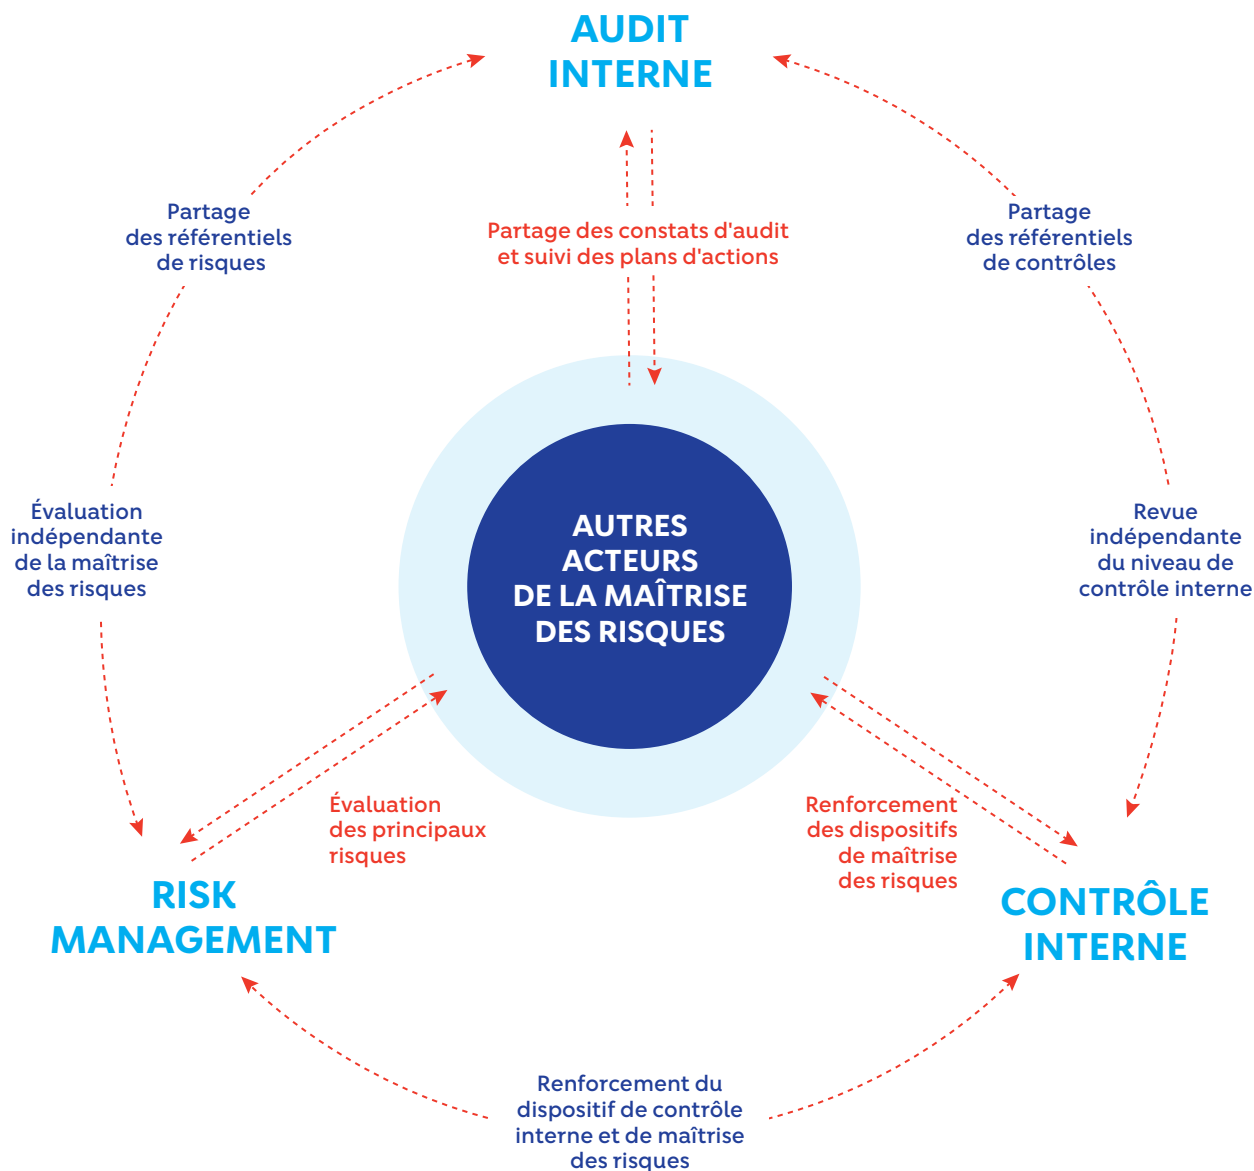 AUDIT
INTERNE
Partage
des référentiels
de risques
Partage des constats d'audit
et suivi des plans d'actions
Partage
des référentiels
de contrôles
Évaluation
indépendante
de la maîtrise
des risques
AUTRES
ACTEURS
DE LA MAÎTRISE
DES RISQUES
Revue
indépendante
du niveau de
contrôle interne
Évaluation
des principaux
risques
Renforcement
des dispositifs
de maîtrise
des risques
RISK
MANAGEMENT
CONTRÔLE
INTERNE
Renforcement du
dispositif de contrôle
interne et de maîtrise
des risques